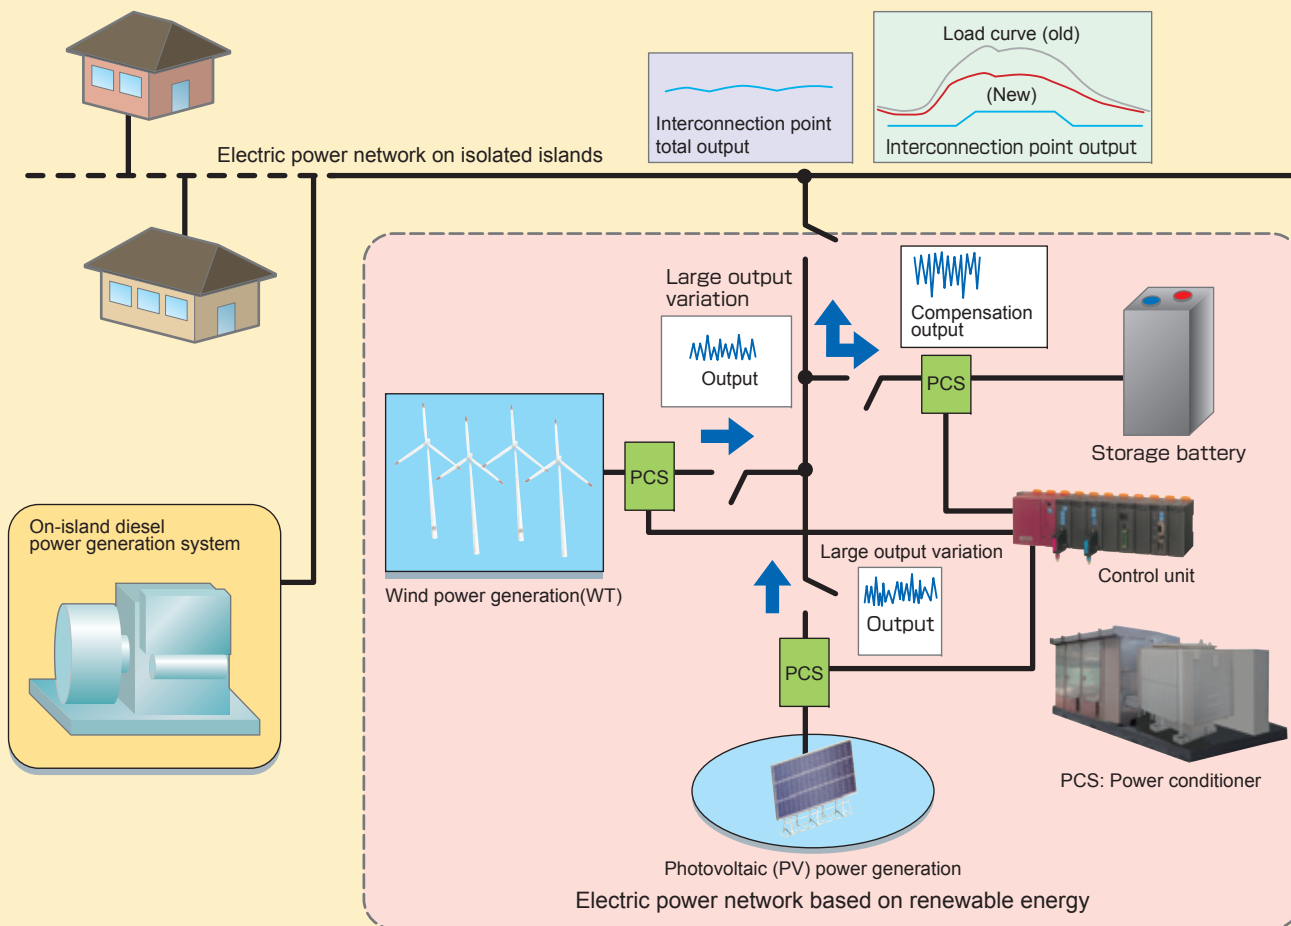 Load curve (old)
(New)
Interconnection point output
Interconnection point
total output
Electric power network on isolated islands
Large output
variation
Output
Compensation
output
PCS
Storage battery
PCS
On-island diesel
power generation system
Wind power generation(WT)
Large output variation
Output
Control unit
PCS
PCS: Power conditioner
Photovoltaic (PV) power generation
Electric power network based on renewable energy